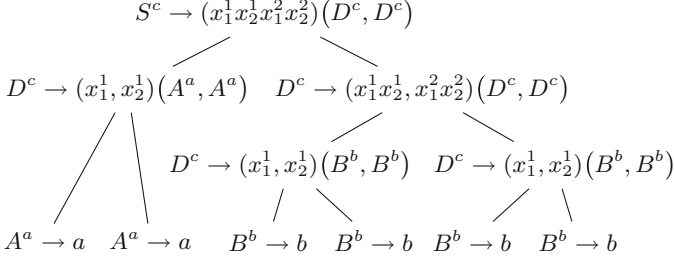 S^c → (x_1^1 x_2^1 x_1^2 x_2^2)(D^c, D^c)
D^c → (x_1^1, x_2^1)(A^a, A^a) D^c → (x_1^1 x_2^1, x_1^2 x_2^2)(D^c, D^c)
D^c → (x_1^1, x_2^1)(B^b, B^b) D^c → (x_1^1, x_2^1)(B^b, B^b)
A^a → a A^a → a B^b → b B^b → b B^b → b B^b → b